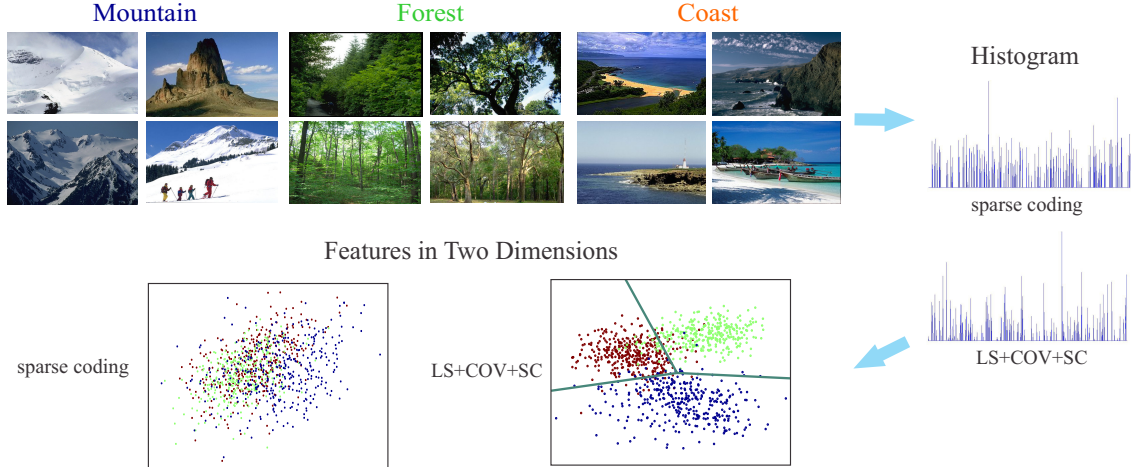 Mountain
Forest
Coast
Histogram
sparse coding
Features in Two Dimensions
sparse coding
LS+COV+SC
LS+COV+SC